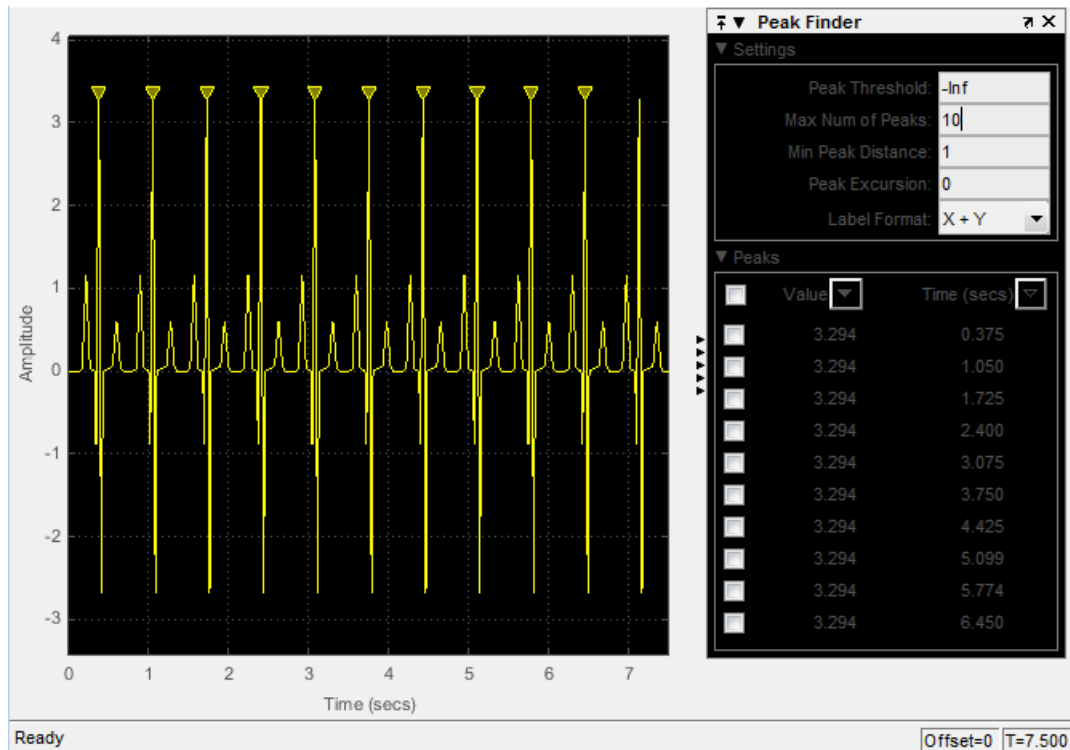 Peak Finder
Settings
Peak Threshold: -Inf
Max Num of Peaks: 10
Min Peak Distance: 1
Peak Excursion: 0
Label Format: X + Y
Peaks
Value Time (secs)
3.294 0.375
3.294 1.050
3.294 1.725
3.294 2.400
3.294 3.075
3.294 3.750
3.294 4.425
3.294 5.099
3.294 5.774
3.294 6.450
4
3
2
1
0
-1
-2
-3
Amplitude
0 1 2 3 4 5 6 7
Time (secs)
Ready Offset=0 T=7.500